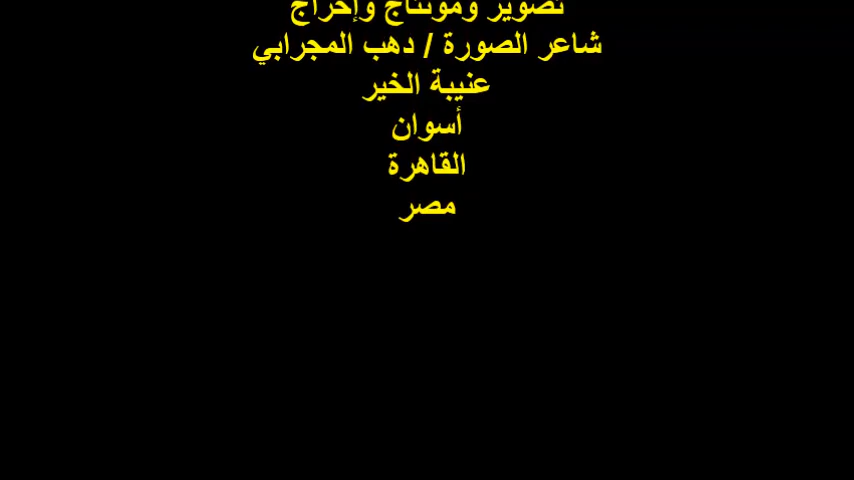 تصوير ومونتاج وإخراج
شاعر الصورة / دهب المجرابي
عنيبة الخير
أسوان
القاهرة
مصر